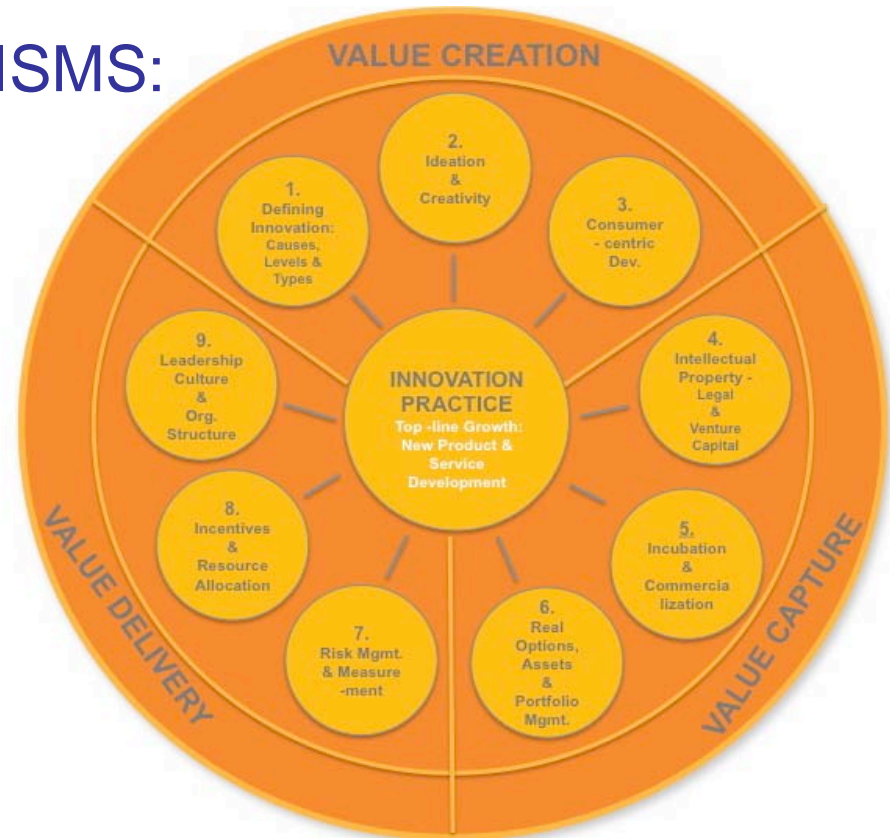 ISMS:
VALUE CREATION
1.
Defining
Innovation:
Causes,
Levels &
Types
2.
Ideation
&
Creativity
3.
Consumer
- centric
Dev.
4.
Intellectual
Property -
Legal
&
Venture
Capital
5.
Incubation
&
Commercia
lization
6.
Real
Options,
Assets
&
Portfolio
Mgmt.
7.
Risk Mgmt.
& Measure
-ment
8.
Incentives
&
Resource
Allocation
9.
Leadership
Culture
&
Org.
Structure
INNOVATION
PRACTICE
Top -line Growth:
New Product &
Service
Development
VALUE CAPTURE
VALUE DELIVERY